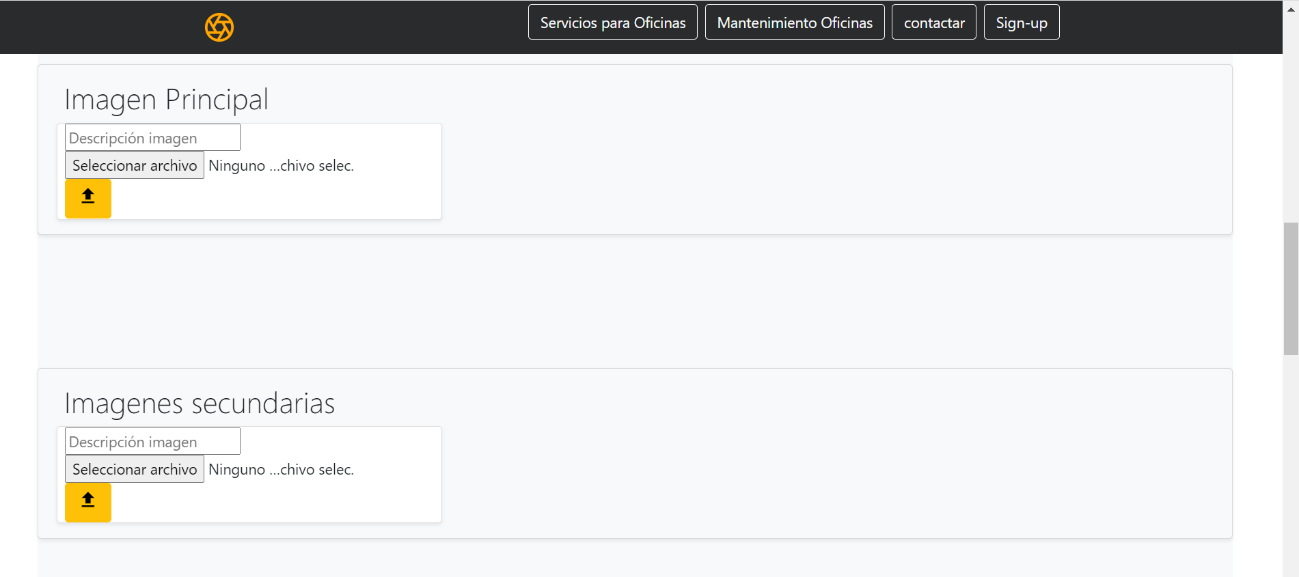 Servicios para Oficinas
Mantenimiento Oficinas
contactar
Sign-up
Imagen Principal
Descripción imagen
Seleccionar archivo Ninguno ...chivo selec.
Imagenes secundarias
Descripción imagen
Seleccionar archivo Ninguno ...chivo selec.